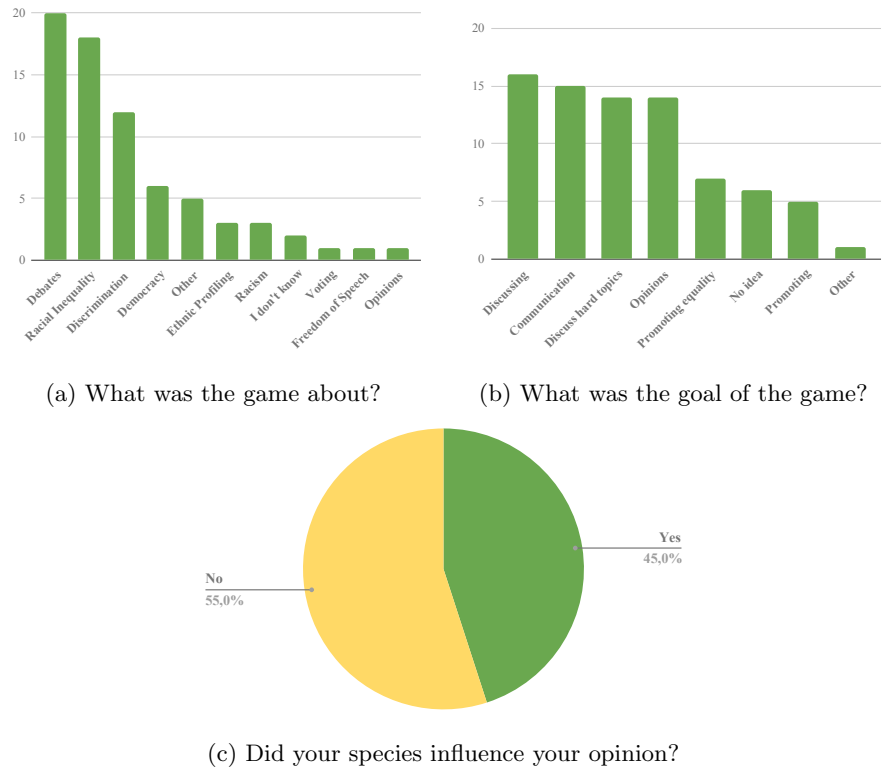 20
15
10
5
0
Debates
Racial Inequality
Discrimination
Democracy
Other
Ethnic Profiling
Racism
I don't know
Voting
Freedom of Speech
Opinions
(a) What was the game about?
20
15
10
5
0
Discussing
Communication
Discuss hard topics
Opinions
Promoting equality
No idea
Promoting
Other
(b) What was the goal of the game?
Yes
45,0%
No
55,0%
(c) Did your species influence your opinion?